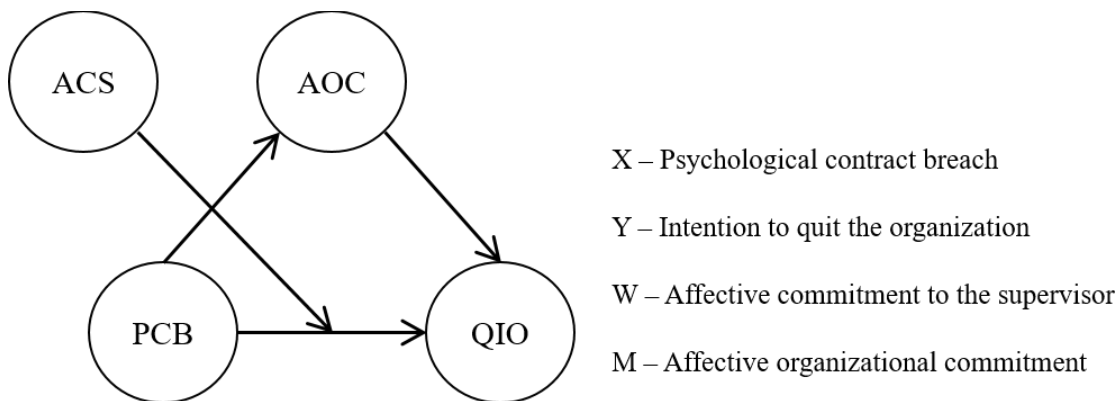 ACS
AOC
X – Psychological contract breach
Y – Intention to quit the organization
W – Affective commitment to the supervisor
PCB
QIO
M – Affective organizational commitment